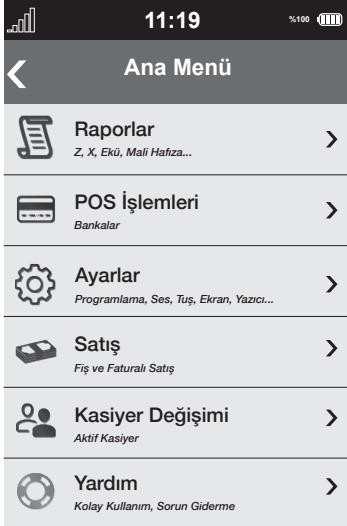 11:19 %100
Ana Menü
Raporlar
Z, X, Ekü, Mali Hafıza...
POS İşlemleri
Bankalar
Ayarlar
Programlama, Ses, Tuş, Ekran, Yazıcı...
Satış
Fiş ve Faturalı Satış
Kasiyer Değişimi
Aktif Kasiyer
Yardım
Kolay Kullanım, Sorun Giderme